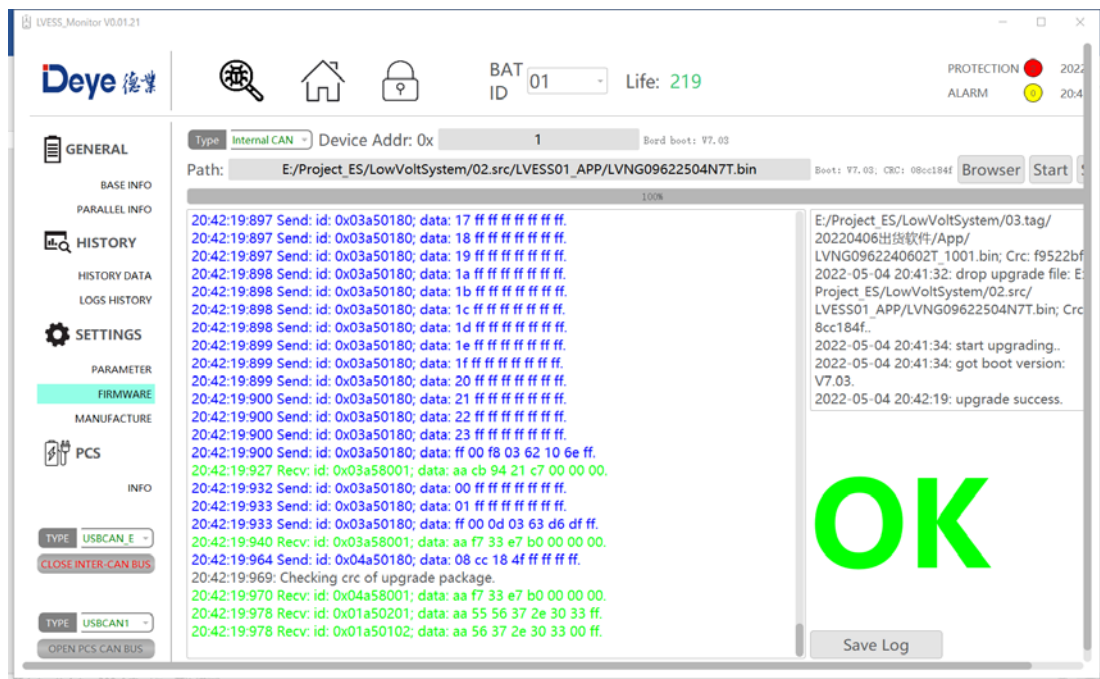 LVESS_Monitor V0.01.21
Deye 德業
BAT ID 01 Life: 219
PROTECTION 2022
ALARM 0 20:4
GENERAL
BASE INFO
PARALLEL INFO
HISTORY
HISTORY DATA
LOGS HISTORY
SETTINGS
PARAMETER
FIRMWARE
MANUFACTURE
PCS
INFO
TYPE USBCAN_E
CLOSE INTER-CAN BUS
TYPE USBCAN1
OPEN PCS CAN BUS
Type Internal CAN Device Addr: 0x 1 Bord boot: V7.03
Path: E:/Project_ES/LowVoltSystem/02.src/LVESS01_APP/LVNG09622504N7T.bin Boot: V7.03; CRC: 08cc184f Browser Start S
100%
20:42:19:897 Send: id: 0x03a50180; data: 17 ff ff ff ff ff ff ff.
20:42:19:897 Send: id: 0x03a50180; data: 18 ff ff ff ff ff ff ff.
20:42:19:897 Send: id: 0x03a50180; data: 19 ff ff ff ff ff ff ff.
20:42:19:898 Send: id: 0x03a50180; data: 1a ff ff ff ff ff ff ff.
20:42:19:898 Send: id: 0x03a50180; data: 1b ff ff ff ff ff ff ff.
20:42:19:898 Send: id: 0x03a50180; data: 1c ff ff ff ff ff ff ff.
20:42:19:898 Send: id: 0x03a50180; data: 1d ff ff ff ff ff ff ff.
20:42:19:899 Send: id: 0x03a50180; data: 1e ff ff ff ff ff ff ff.
20:42:19:899 Send: id: 0x03a50180; data: 1f ff ff ff ff ff ff ff.
20:42:19:899 Send: id: 0x03a50180; data: 20 ff ff ff ff ff ff ff.
20:42:19:900 Send: id: 0x03a50180; data: 21 ff ff ff ff ff ff ff.
20:42:19:900 Send: id: 0x03a50180; data: 22 ff ff ff ff ff ff ff.
20:42:19:900 Send: id: 0x03a50180; data: 23 ff ff ff ff ff ff ff.
20:42:19:900 Send: id: 0x03a50180; data: ff 00 f8 03 62 10 6e ff.
20:42:19:927 Recv: id: 0x03a58001; data: aa cb 94 21 c7 00 00 00.
20:42:19:932 Send: id: 0x03a50180; data: 00 ff ff ff ff ff ff ff.
20:42:19:933 Send: id: 0x03a50180; data: 01 ff ff ff ff ff ff ff.
20:42:19:933 Send: id: 0x03a50180; data: ff 00 0d 03 63 d6 df ff.
20:42:19:940 Recv: id: 0x03a58001; data: aa f7 33 e7 b0 00 00 00.
20:42:19:964 Send: id: 0x04a50180; data: 08 cc 18 4f ff ff ff ff.
20:42:19:969: Checking crc of upgrade package.
20:42:19:970 Recv: id: 0x04a58001; data: aa f7 33 e7 b0 00 00 00.
20:42:19:978 Recv: id: 0x01a50201; data: aa 55 56 37 2e 30 33 ff.
20:42:19:978 Recv: id: 0x01a50102; data: aa 56 37 2e 30 33 00 ff.
E:/Project_ES/LowVoltSystem/03.tag/
20220406出货软件/App/
LVNG0962240602T_1001.bin; Crc: f9522bf
2022-05-04 20:41:32: drop upgrade file: E:
Project_ES/LowVoltSystem/02.src/
LVESS01_APP/LVNG09622504N7T.bin; Crc
8cc184f..
2022-05-04 20:41:34: start upgrading..
2022-05-04 20:41:34: got boot version:
V7.03.
2022-05-04 20:42:19: upgrade success.
OK
Save Log